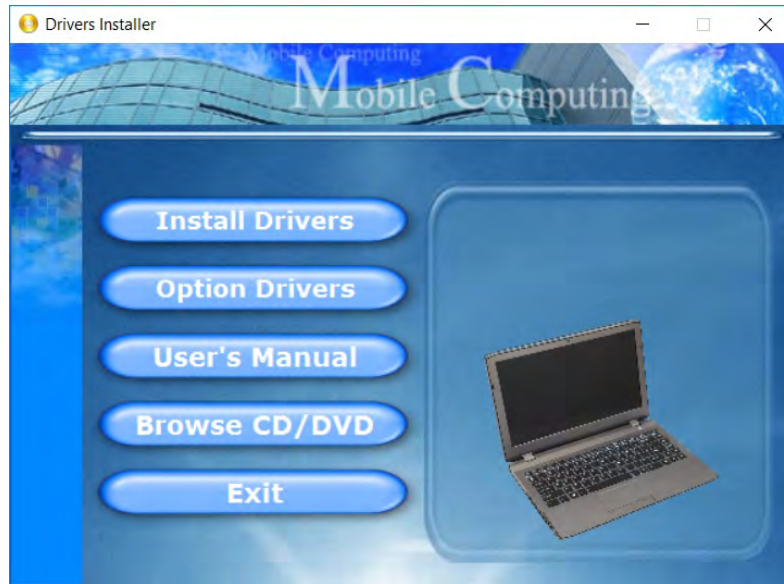 Drivers Installer
Mobile Computing
Mobile Computing
Install Drivers
Option Drivers
User's Manual
Browse CD/DVD
Exit